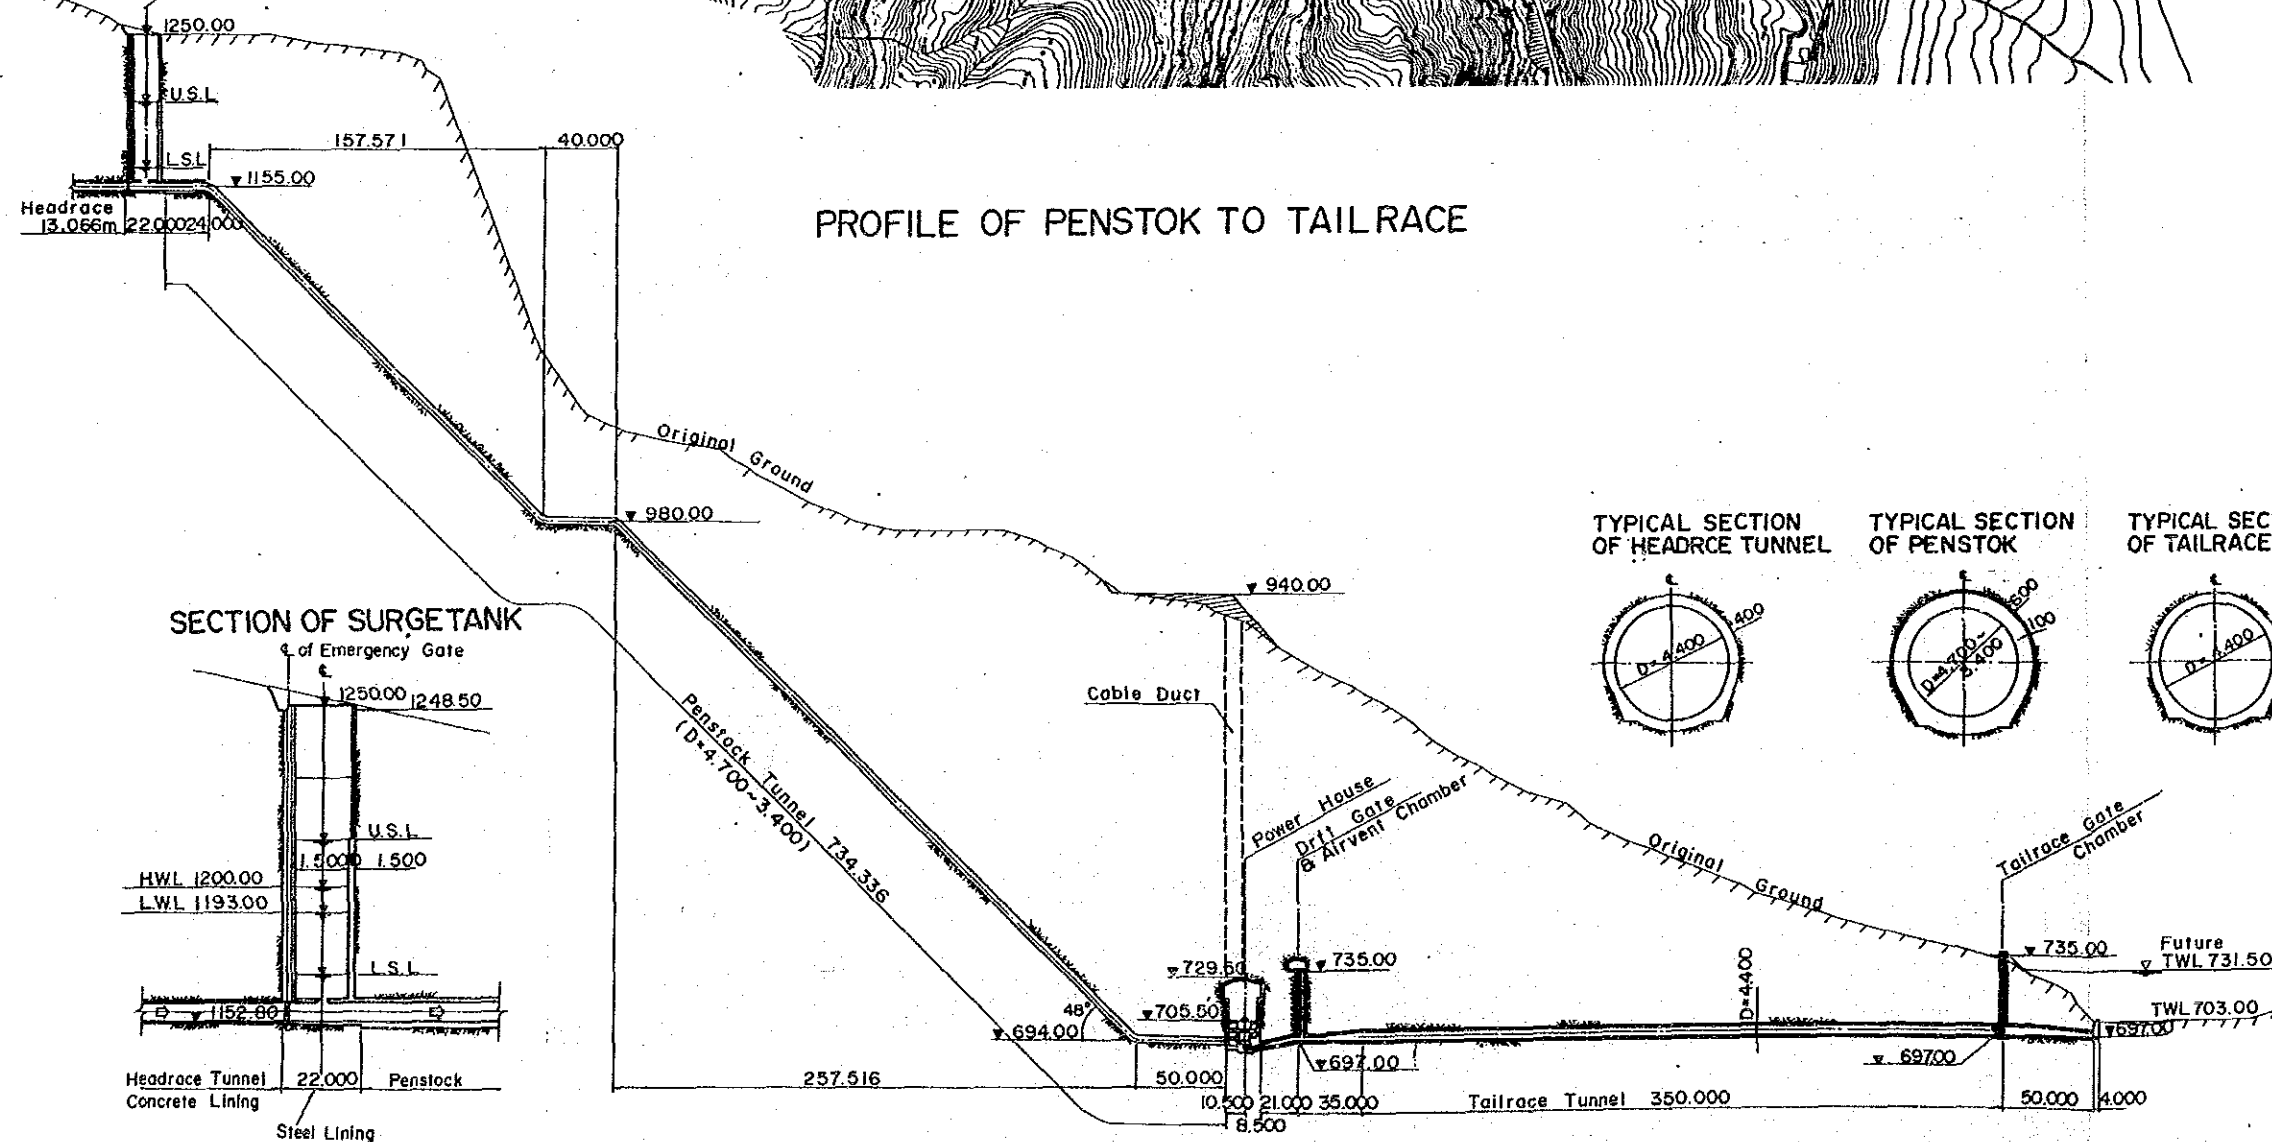 1250.00
U.S.L
L.S.L
157.571
40.000
1155.00
Headrace
13.066m
22.000
24.000
PROFILE OF PENSTOK TO TAILRACE
Original Ground
980.00
940.00
TYPICAL SECTION
OF HEADRCE TUNNEL
D=4.400
400
TYPICAL SECTION
OF PENSTOK
D=4.700~
3.400
600
100
TYPICAL SEC
OF TAILRACE
D=4.400
SECTION OF SURGETANK
℄ of Emergency Gate
℄
1250.00
1248.50
U.S.L
1.500
1.500
H.W.L 1200.00
L.W.L 1193.00
L.S.L
1152.80
Headrace Tunnel
Concrete Lining
22.000
Penstock
Steel Lining
Penstock Tunnel 734.336
(D=4.700~3.400)
Cable Duct
Power House
Drft Gate
& Airvent Chamber
Original Ground
Tailrace Gate
Chamber
729.60
735.00
705.50
48°
694.00
697.00
D=4.400
735.00
Future
TWL 731.50
TWL 703.00
697.00
697.00
257.516
50.000
10.500
8.500
21.000
35.000
Tailrace Tunnel 350.000
50.000
4.000